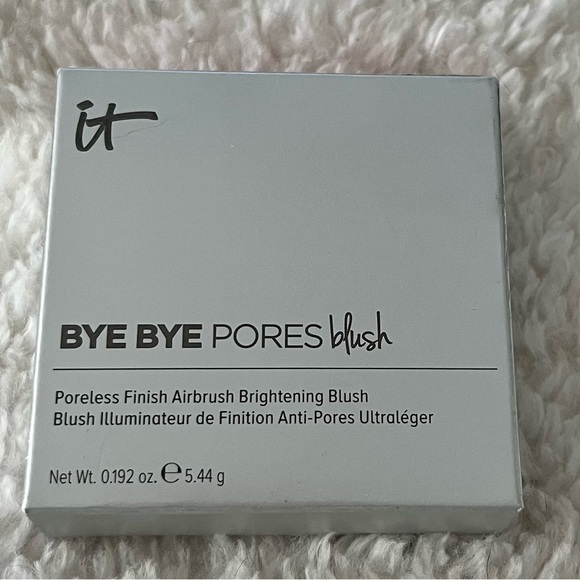 it
BYE BYE PORES blush
Poreless Finish Airbrush Brightening Blush
Blush Illuminateur de Finition Anti-Pores Ultraléger
Net Wt. 0.192 oz. ℮ 5.44 g